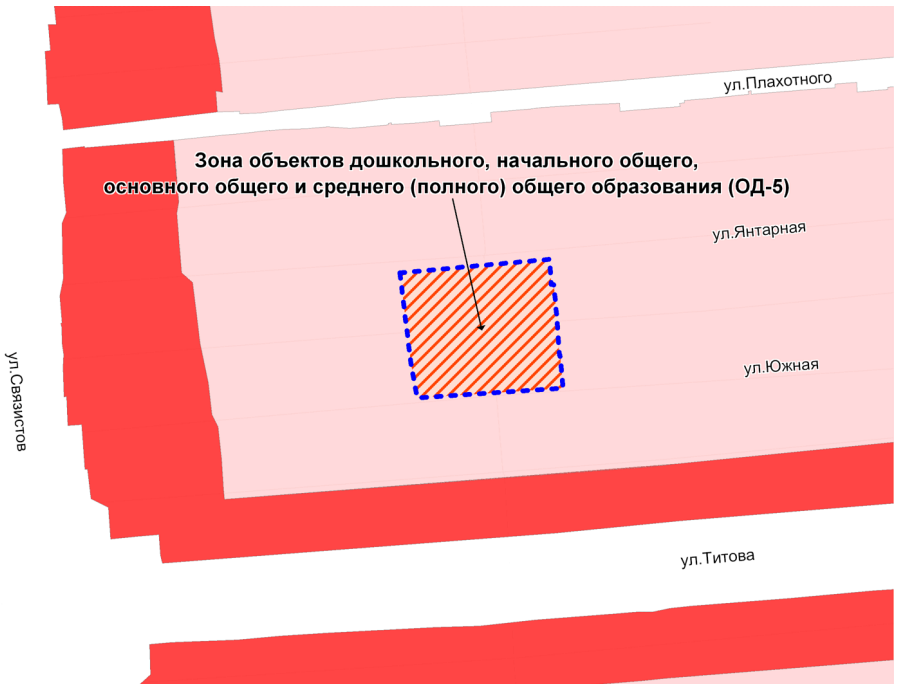 ул.Плахотного
Зона объектов дошкольного, начального общего,
основного общего и среднего (полного) общего образования (ОД-5)
ул.Янтарная
ул.Связистов
ул.Южная
ул.Титова